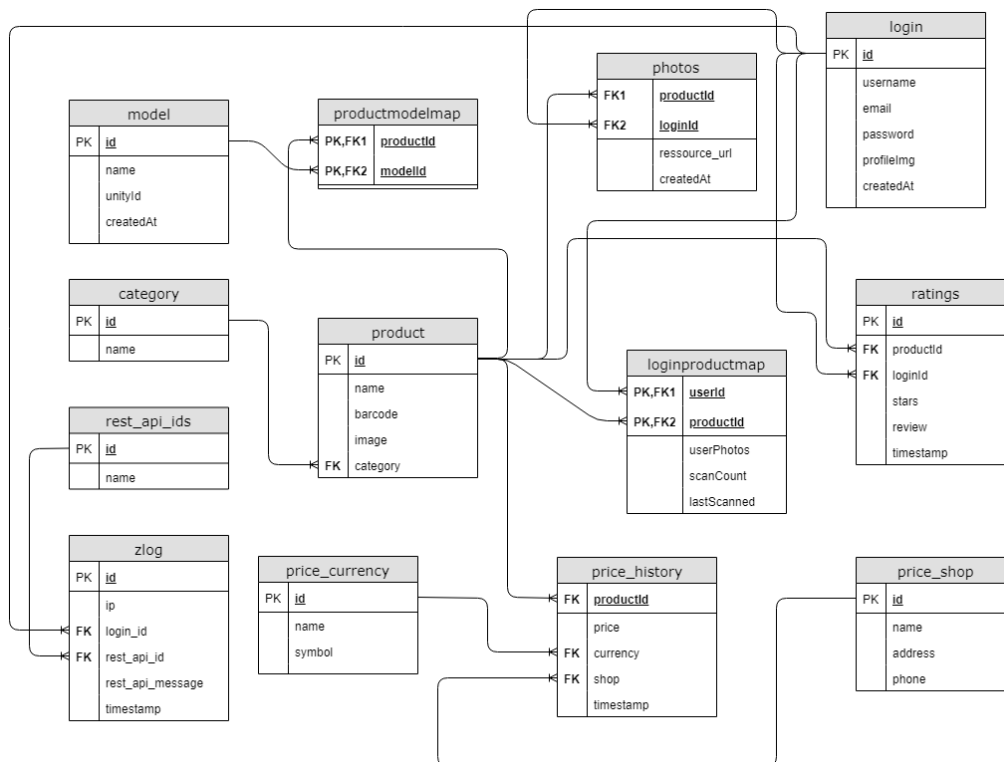 login
PK id
username
email
password
profileImg
createdAt
photos
FK1 productId
FK2 loginId
ressource_url
createdAt
model
PK id
name
unityId
createdAt
productmodelmap
PK,FK1 productId
PK,FK2 modelId
category
PK id
name
product
PK id
name
barcode
image
FK category
ratings
PK id
FK productId
FK loginId
stars
review
timestamp
loginproductmap
PK,FK1 userId
PK,FK2 productId
userPhotos
scanCount
lastScanned
rest_api_ids
PK id
name
zlog
PK id
ip
FK login_id
FK rest_api_id
rest_api_message
timestamp
price_currency
PK id
name
symbol
price_history
FK productId
price
FK currency
FK shop
timestamp
price_shop
PK id
name
address
phone